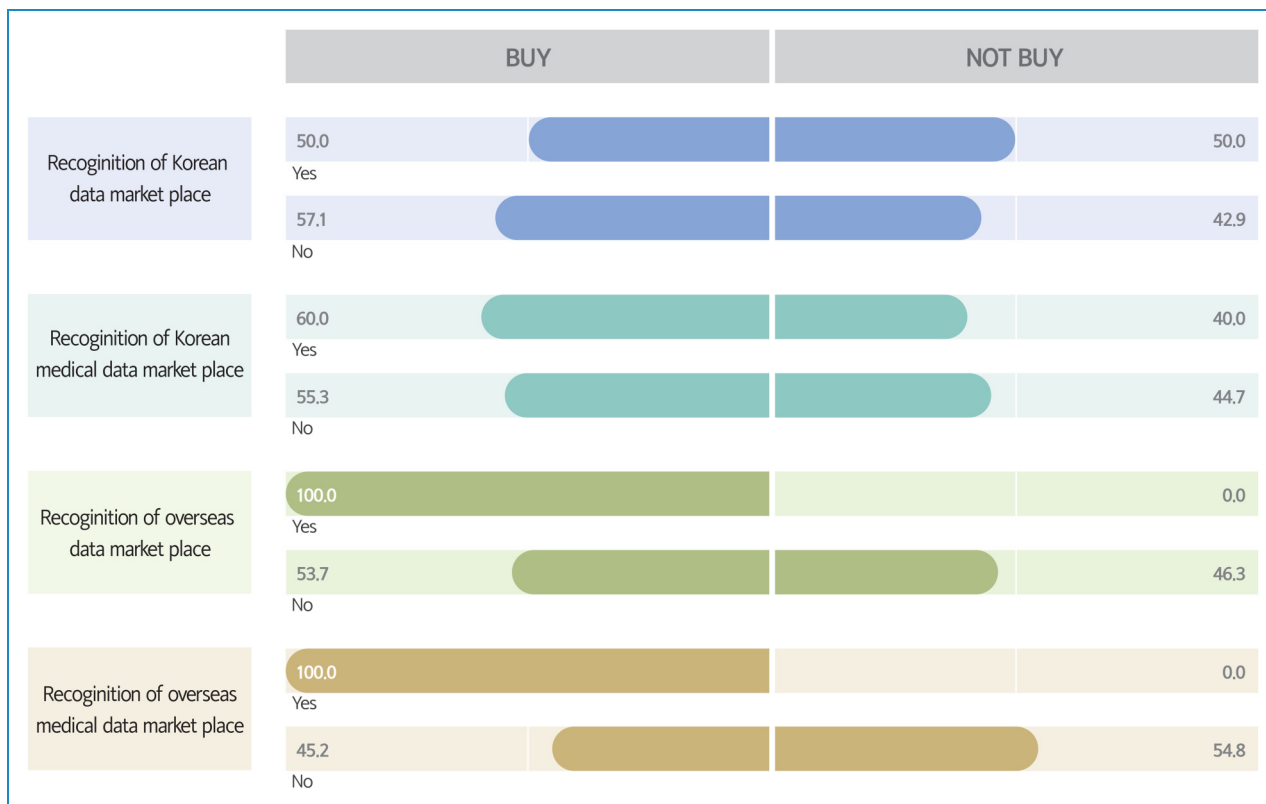 BUY NOT BUY
Recoginition of Korean
data market place
50.0 50.0
Yes
57.1 42.9
No
Recoginition of Korean
medical data market place
60.0 40.0
Yes
55.3 44.7
No
Recoginition of overseas
data market place
100.0 0.0
Yes
53.7 46.3
No
Recoginition of overseas
medical data market place
100.0 0.0
Yes
45.2 54.8
No